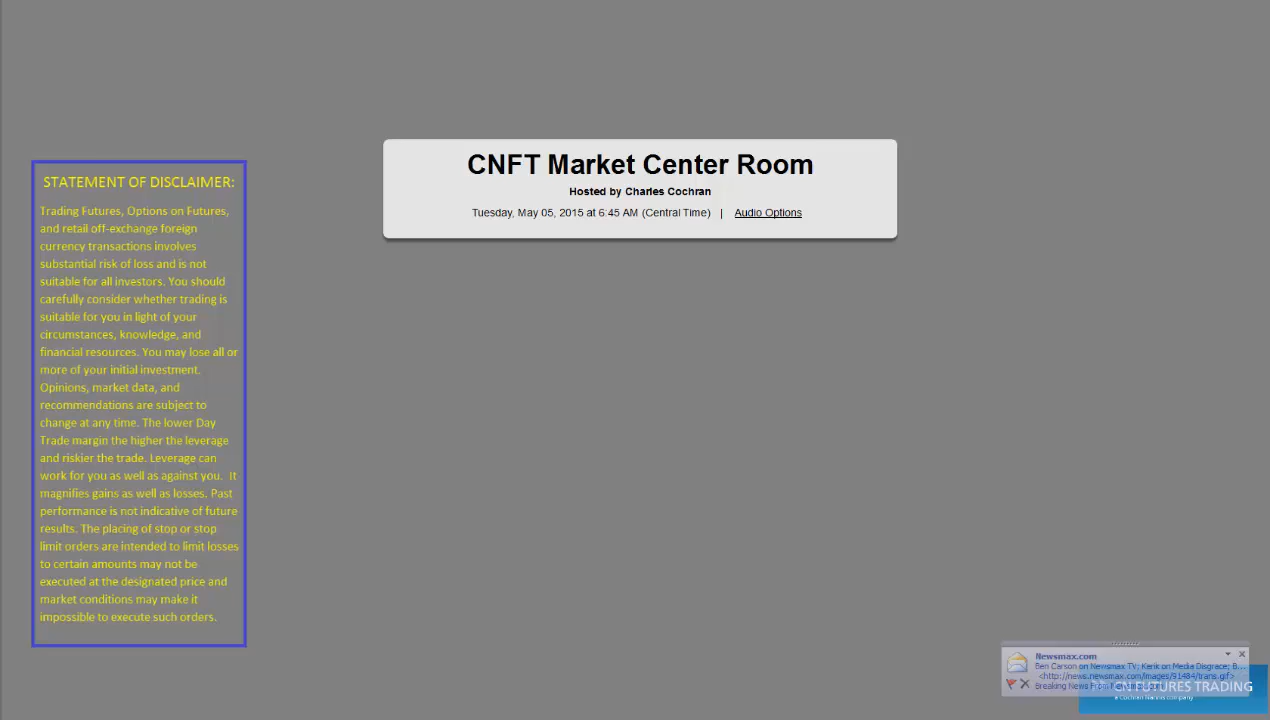 CNFT Market Center Room
Hosted by Charles Cochran
Tuesday, May 05, 2015 at 6:45 AM (Central Time) | Audio Options
STATEMENT OF DISCLAIMER:
Trading Futures, Options on Futures,
and retail off-exchange foreign
currency transactions involves
substantial risk of loss and is not
suitable for all investors. You should
carefully consider whether trading is
suitable for you in light of your
circumstances, knowledge, and
financial resources. You may lose all or
more of your initial investment.
Opinions, market data, and
recommendations are subject to
change at any time. The lower Day
Trade margin the higher the leverage
and riskier the trade. Leverage can
work for you as well as against you. It
magnifies gains as well as losses. Past
performance is not indicative of future
results. The placing of stop or stop
limit orders are intended to limit losses
to certain amounts may not be
executed at the designated price and
market conditions may make it
impossible to execute such orders.
Newsmax.com
Ben Carson on Newsmax TV; Kerik on Media Disgrace; B...
<http://news.newsmax.com/images/91484/trans.gif>
Breaking News From
FUTURES TRADING
a Cochran company